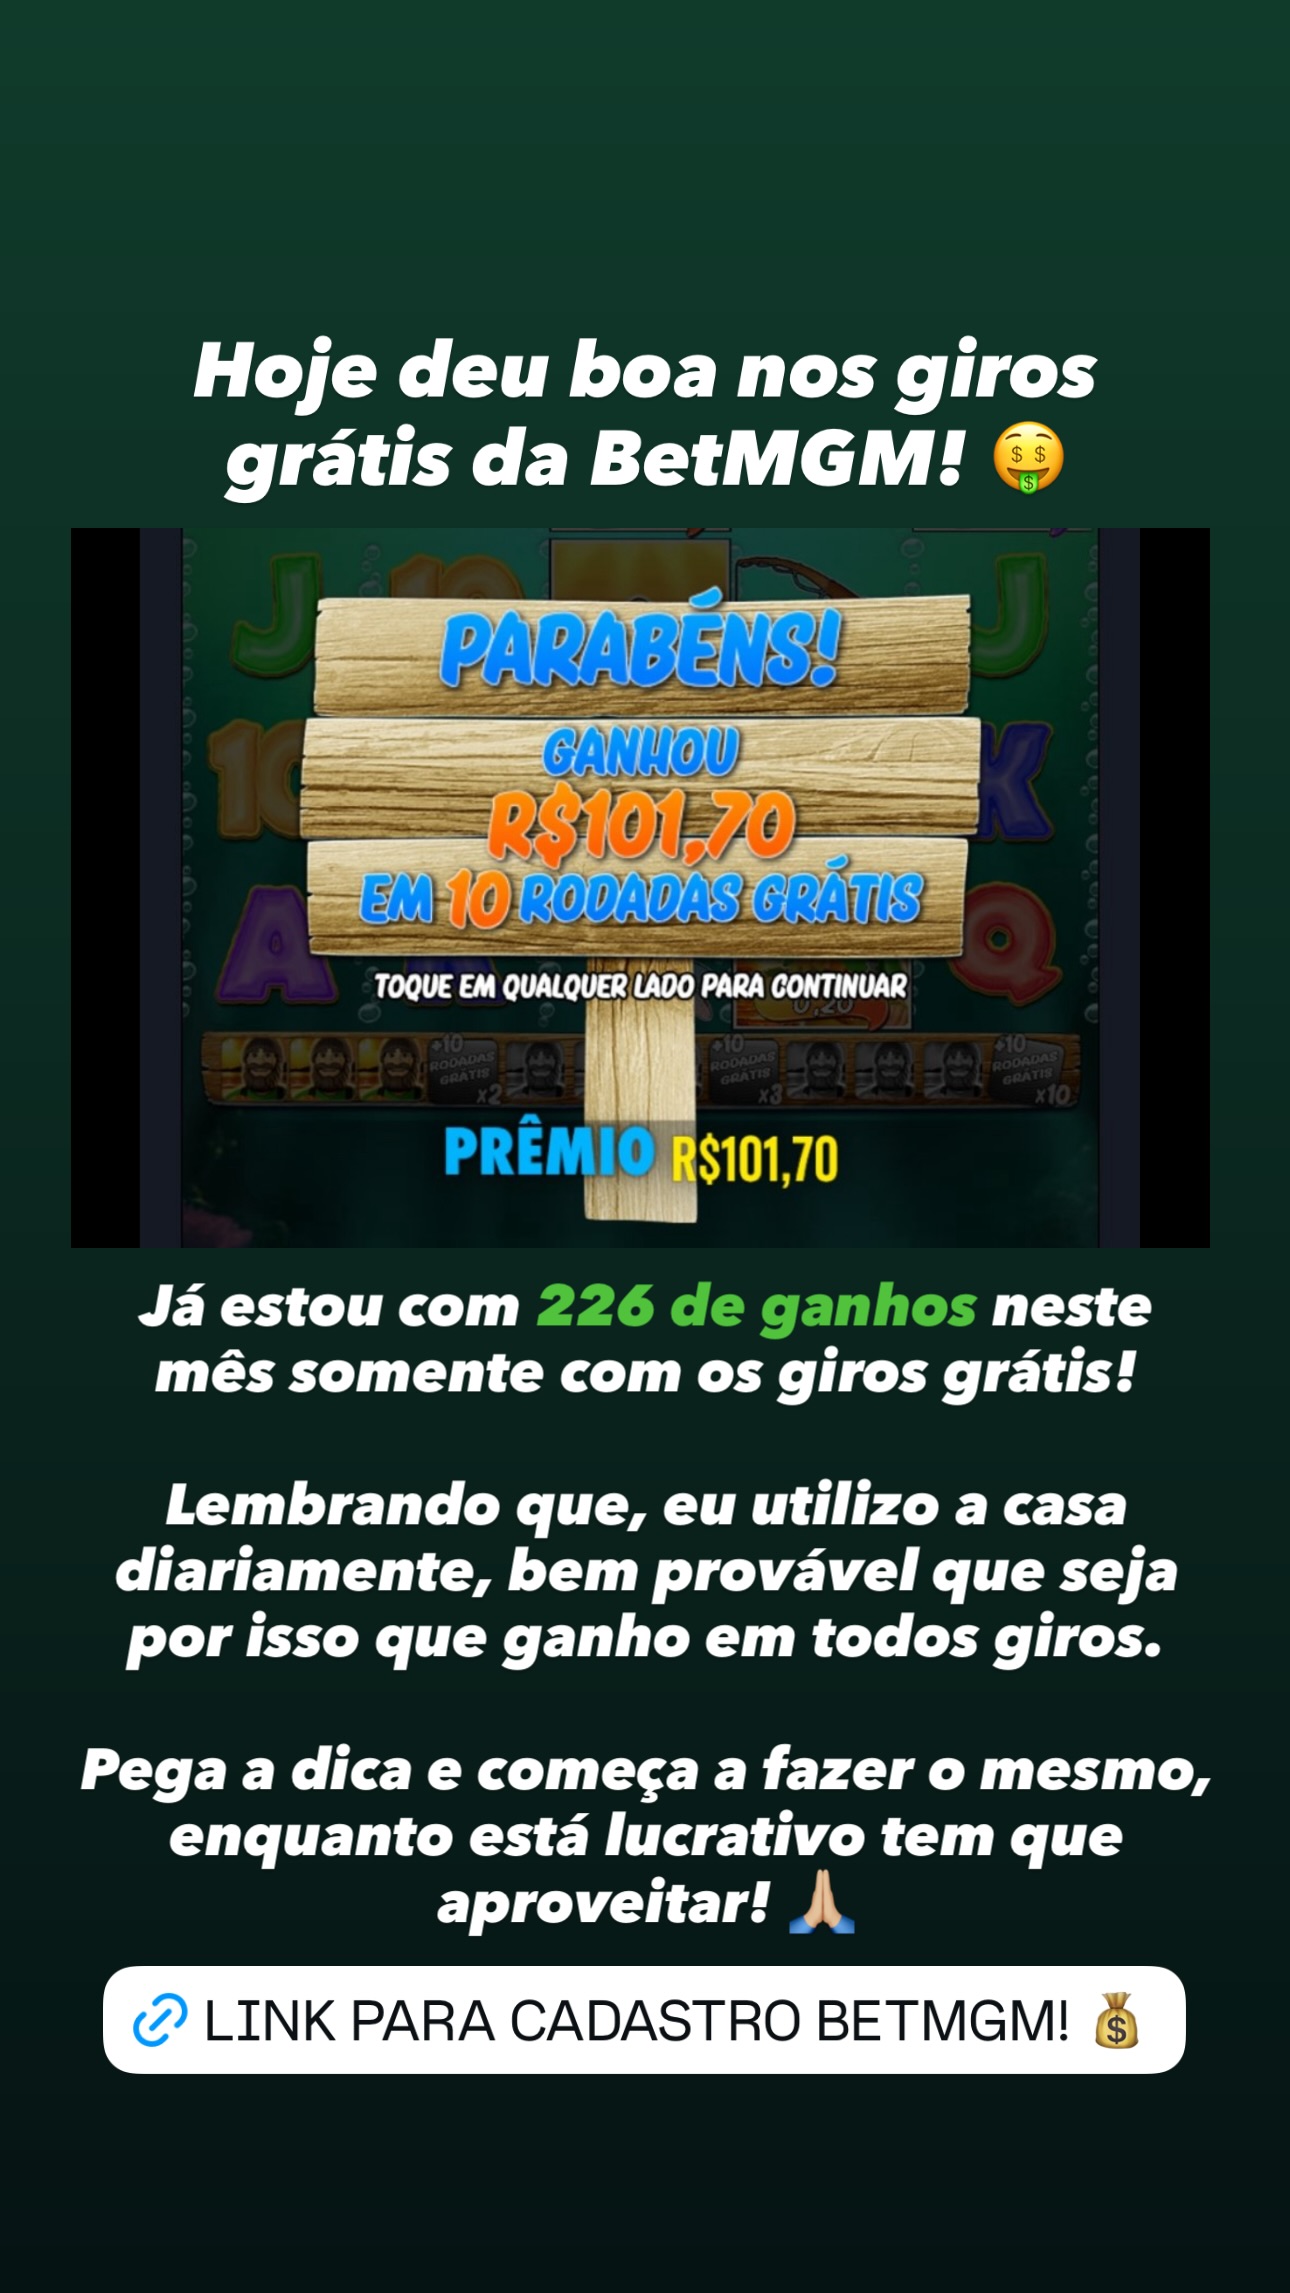 Hoje deu boa nos giros
grátis da BetMGM! 🤑
J
10
J
PARABÉNS!
GANHOU
R$101,70
EM 10 RODADAS GRÁTIS
10
K
A
Q
TOQUE EM QUALQUER LADO PARA CONTINUAR
0,20
+10 RODADAS GRÁTIS x2
+10 RODADAS GRÁTIS x3
+10 RODADAS GRÁTIS x10
PRÊMIO R$101,70
Já estou com 226 de ganhos neste
mês somente com os giros grátis!
Lembrando que, eu utilizo a casa
diariamente, bem provável que seja
por isso que ganho em todos giros.
Pega a dica e começa a fazer o mesmo,
enquanto está lucrativo tem que
aproveitar! 🙏🏼
LINK PARA CADASTRO BETMGM! 💰